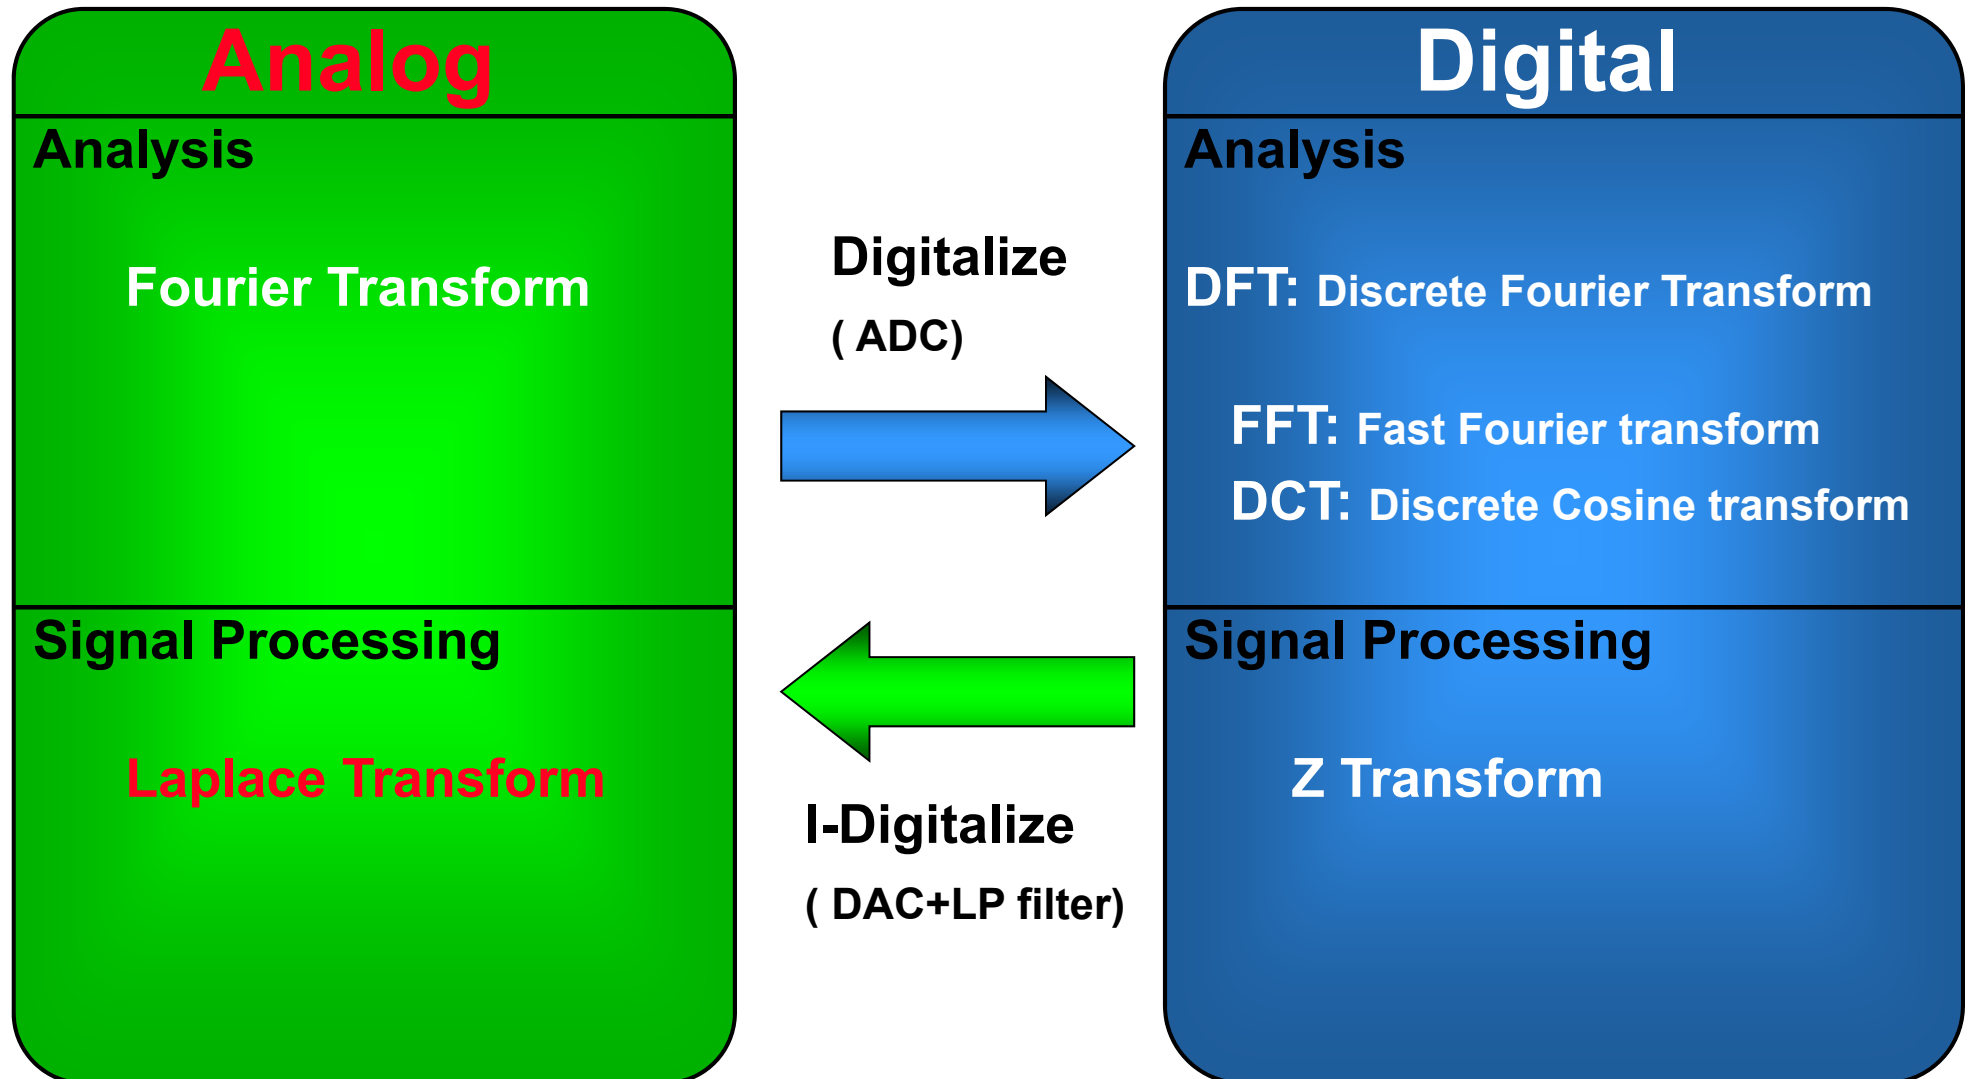 Analog
Analysis
Fourier Transform
Signal Processing
Laplace Transform
Digitalize
( ADC)
I-Digitalize
( DAC+LP filter)
Digital
Analysis
DFT: Discrete Fourier Transform
FFT: Fast Fourier transform
DCT: Discrete Cosine transform
Signal Processing
Z Transform